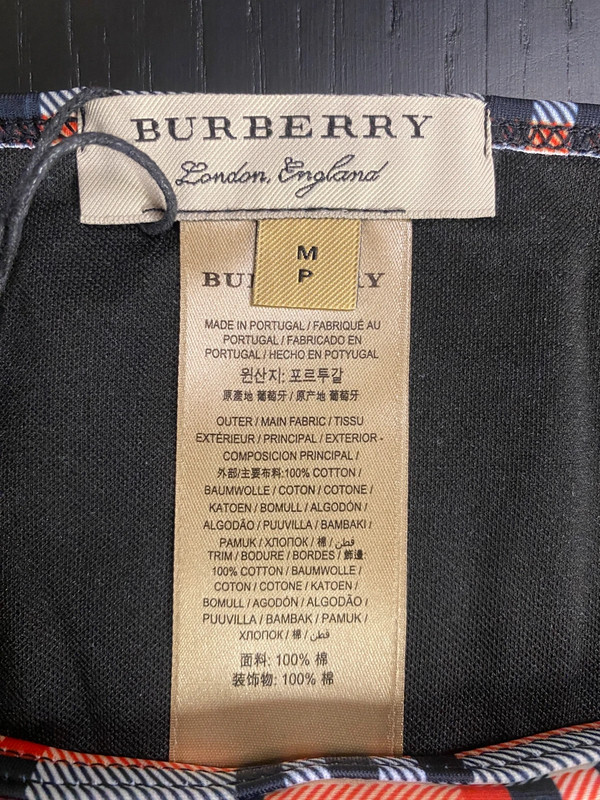 BURBERRY
London, England
M
P
BU RY
MADE IN PORTUGAL / FABRIQUÉ AU
PORTUGAL / FABRICADO EN
PORTUGAL / HECHO EN POTYUGAL
원산지: 포르투갈
原產地 葡萄牙 / 原产地 葡萄牙
OUTER / MAIN FABRIC / TISSU
EXTÉRIEUR / PRINCIPAL / EXTERIOR -
COMPOSICION PRINCIPAL /
外部/主要布料:100% COTTON /
BAUMWOLLE / COTON / COTONE /
KATOEN / BOMULL / ALGODÓN /
ALGODÃO / PUUVILLA / BAMBAKI /
PAMUK / ХЛОПОК / 棉 / قطن /
TRIM / BODURE / BORDES / 飾邊:
100% COTTON / BAUMWOLLE /
COTON / COTONE / KATOEN /
BOMULL / AGODÓN / ALGODÃO /
PUUVILLA / BAMBAK / PAMUK /
ХЛОПОК / 棉 / قطن /
面料: 100% 棉
装饰物: 100% 棉